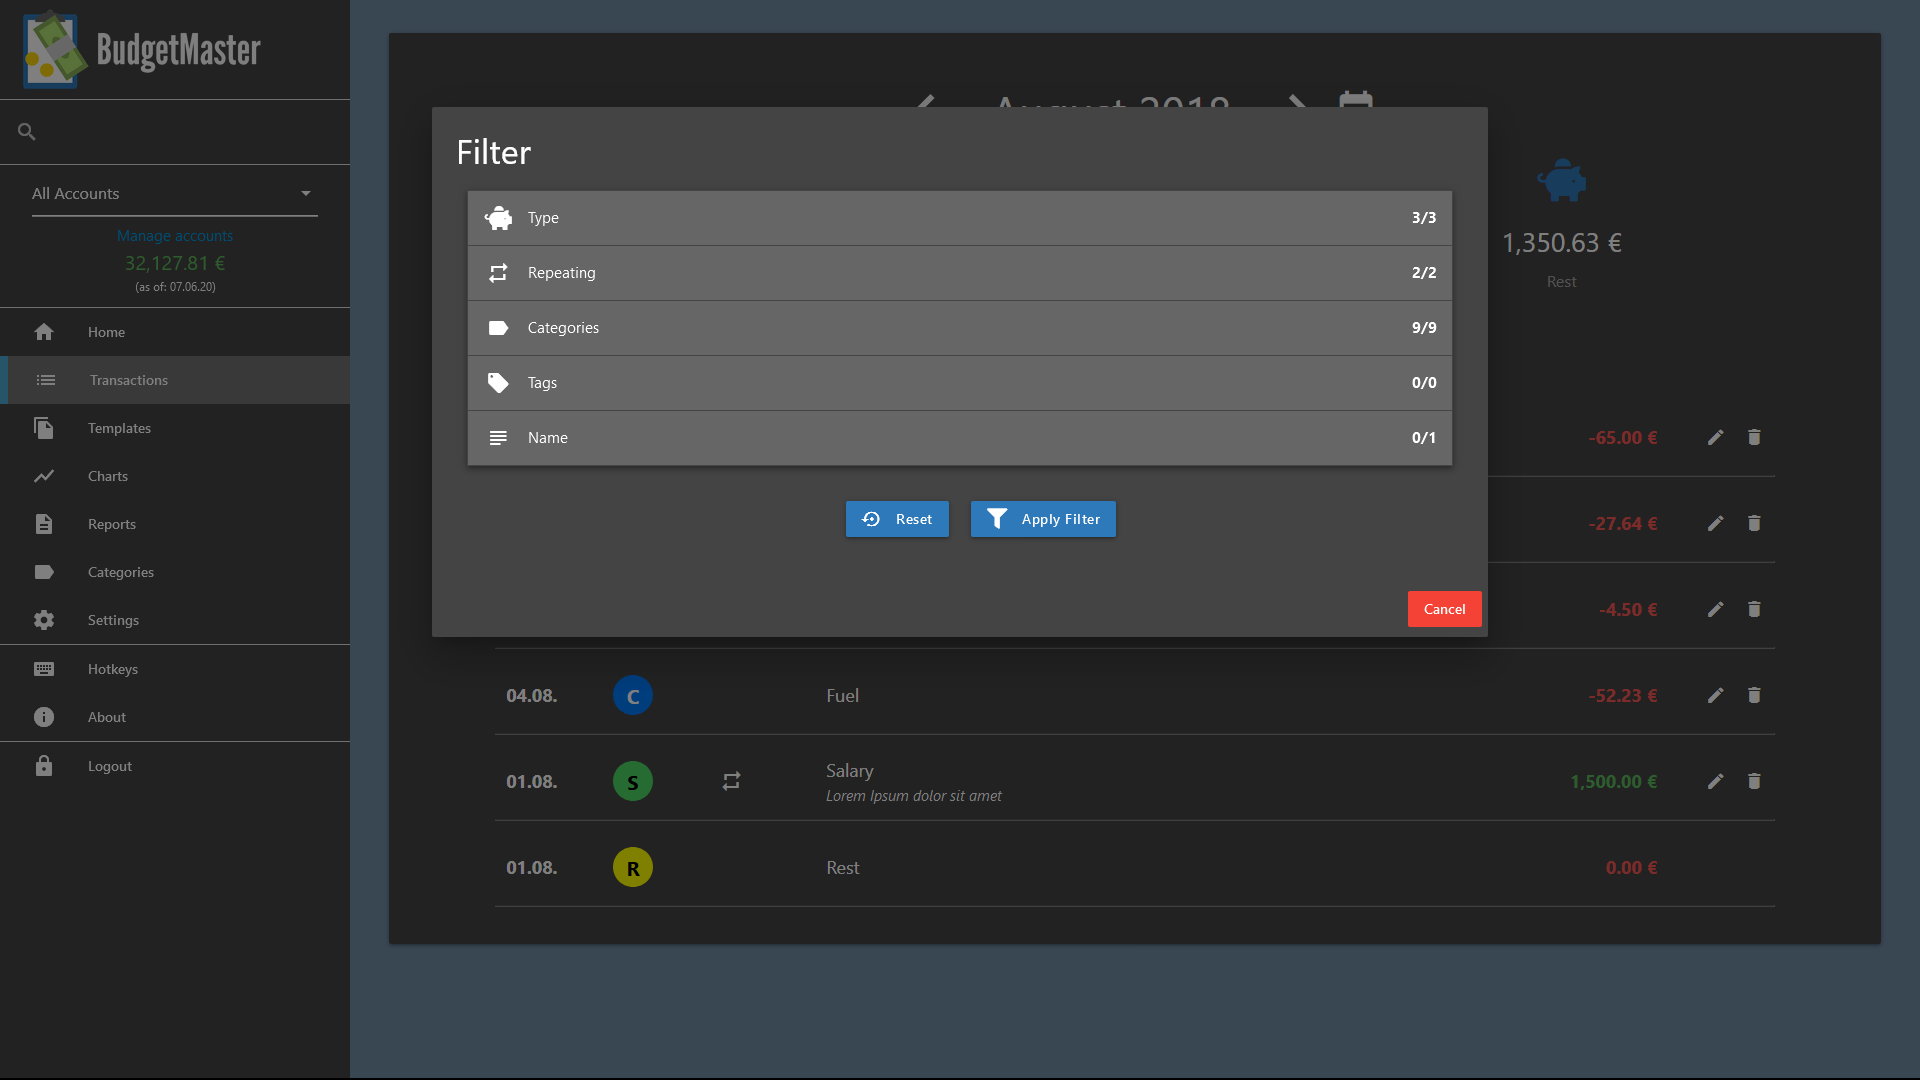 BudgetMaster
All Accounts
Manage accounts
32,127.81 €
(as of: 07.06.20)
Home
Transactions
Templates
Charts
Reports
Categories
Settings
Hotkeys
About
Logout
August 2018
1,350.63 €
Rest
Filter
Type 3/3
Repeating 2/2
Categories 9/9
Tags 0/0
Name 0/1
Reset
Apply Filter
Cancel
-65.00 €
-27.64 €
-4.50 €
04.08. C Fuel -52.23 €
01.08. S Salary 1,500.00 €
Lorem Ipsum dolor sit amet
01.08. R Rest 0.00 €